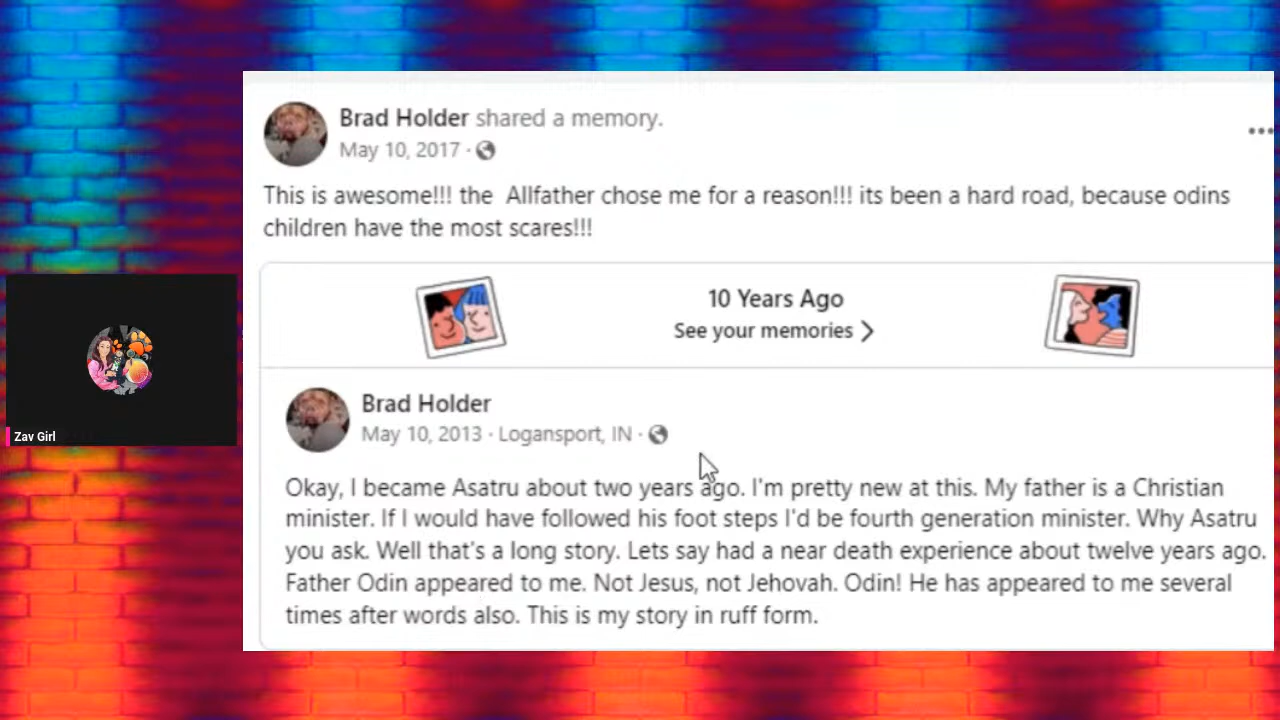 Brad Holder shared a memory.
May 10, 2017 ·
This is awesome!!! the Allfather chose me for a reason!!! its been a hard road, because odins
children have the most scares!!!
10 Years Ago
See your memories
Brad Holder
May 10, 2013 · Logansport, IN ·
Okay, I became Asatru about two years ago. I'm pretty new at this. My father is a Christian
minister. If I would have followed his foot steps I'd be fourth generation minister. Why Asatru
you ask. Well that's a long story. Lets say had a near death experience about twelve years ago.
Father Odin appeared to me. Not Jesus, not Jehovah. Odin! He has appeared to me several
times after words also. This is my story in ruff form.
Zav Girl